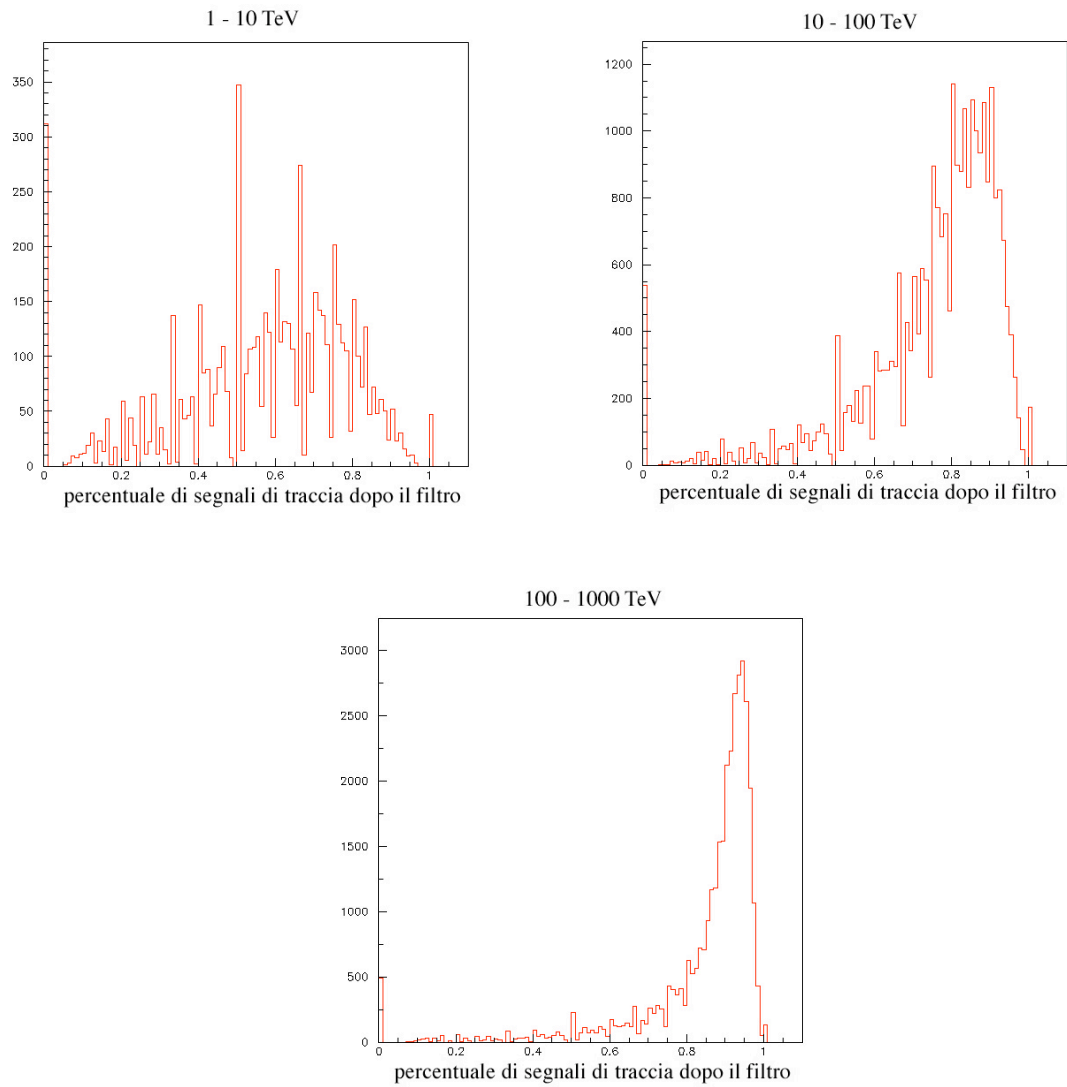 1 - 10 TeV
350
300
250
200
150
100
50
0
0 0.2 0.4 0.6 0.8 1
percentuale di segnali di traccia dopo il filtro
10 - 100 TeV
1200
1000
800
600
400
200
0
0 0.2 0.4 0.6 0.8 1
percentuale di segnali di traccia dopo il filtro
100 - 1000 TeV
3000
2500
2000
1500
1000
500
0
0 0.2 0.4 0.6 0.8 1
percentuale di segnali di traccia dopo il filtro